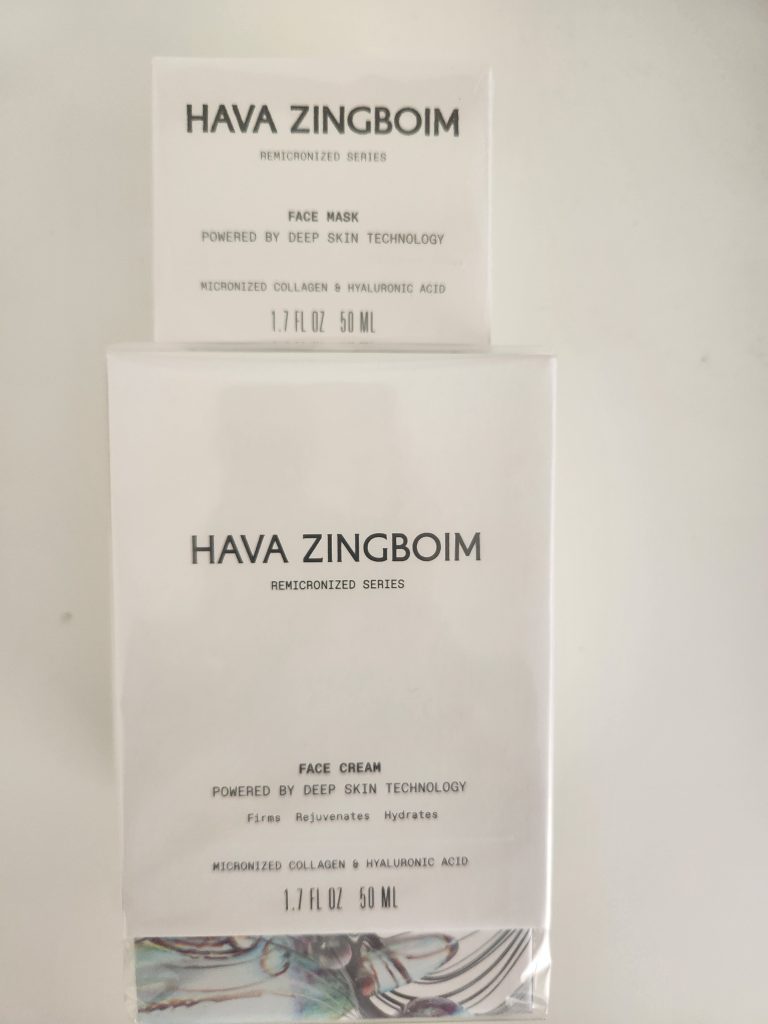 HAVA ZINGBOIM
REMICRONIZED SERIES
FACE MASK
POWERED BY DEEP SKIN TECHNOLOGY
MICRONIZED COLLAGEN & HYALURONIC ACID
1.7 FL OZ 50 ML
HAVA ZINGBOIM
REMICRONIZED SERIES
FACE CREAM
POWERED BY DEEP SKIN TECHNOLOGY
Firms Rejuvenates Hydrates
MICRONIZED COLLAGEN & HYALURONIC ACID
1.7 FL OZ 50 ML